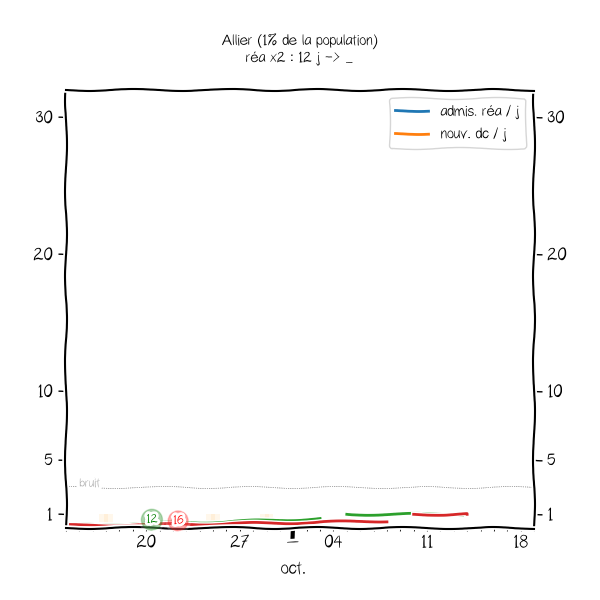 Allier (1% de la population)
réa x2 : 12 j -> _
30
30
admis. réa / j
nouv. dc / j
20
20
10
10
5
5
bruit
1
12
16
1
20
27
04
11
18
oct.